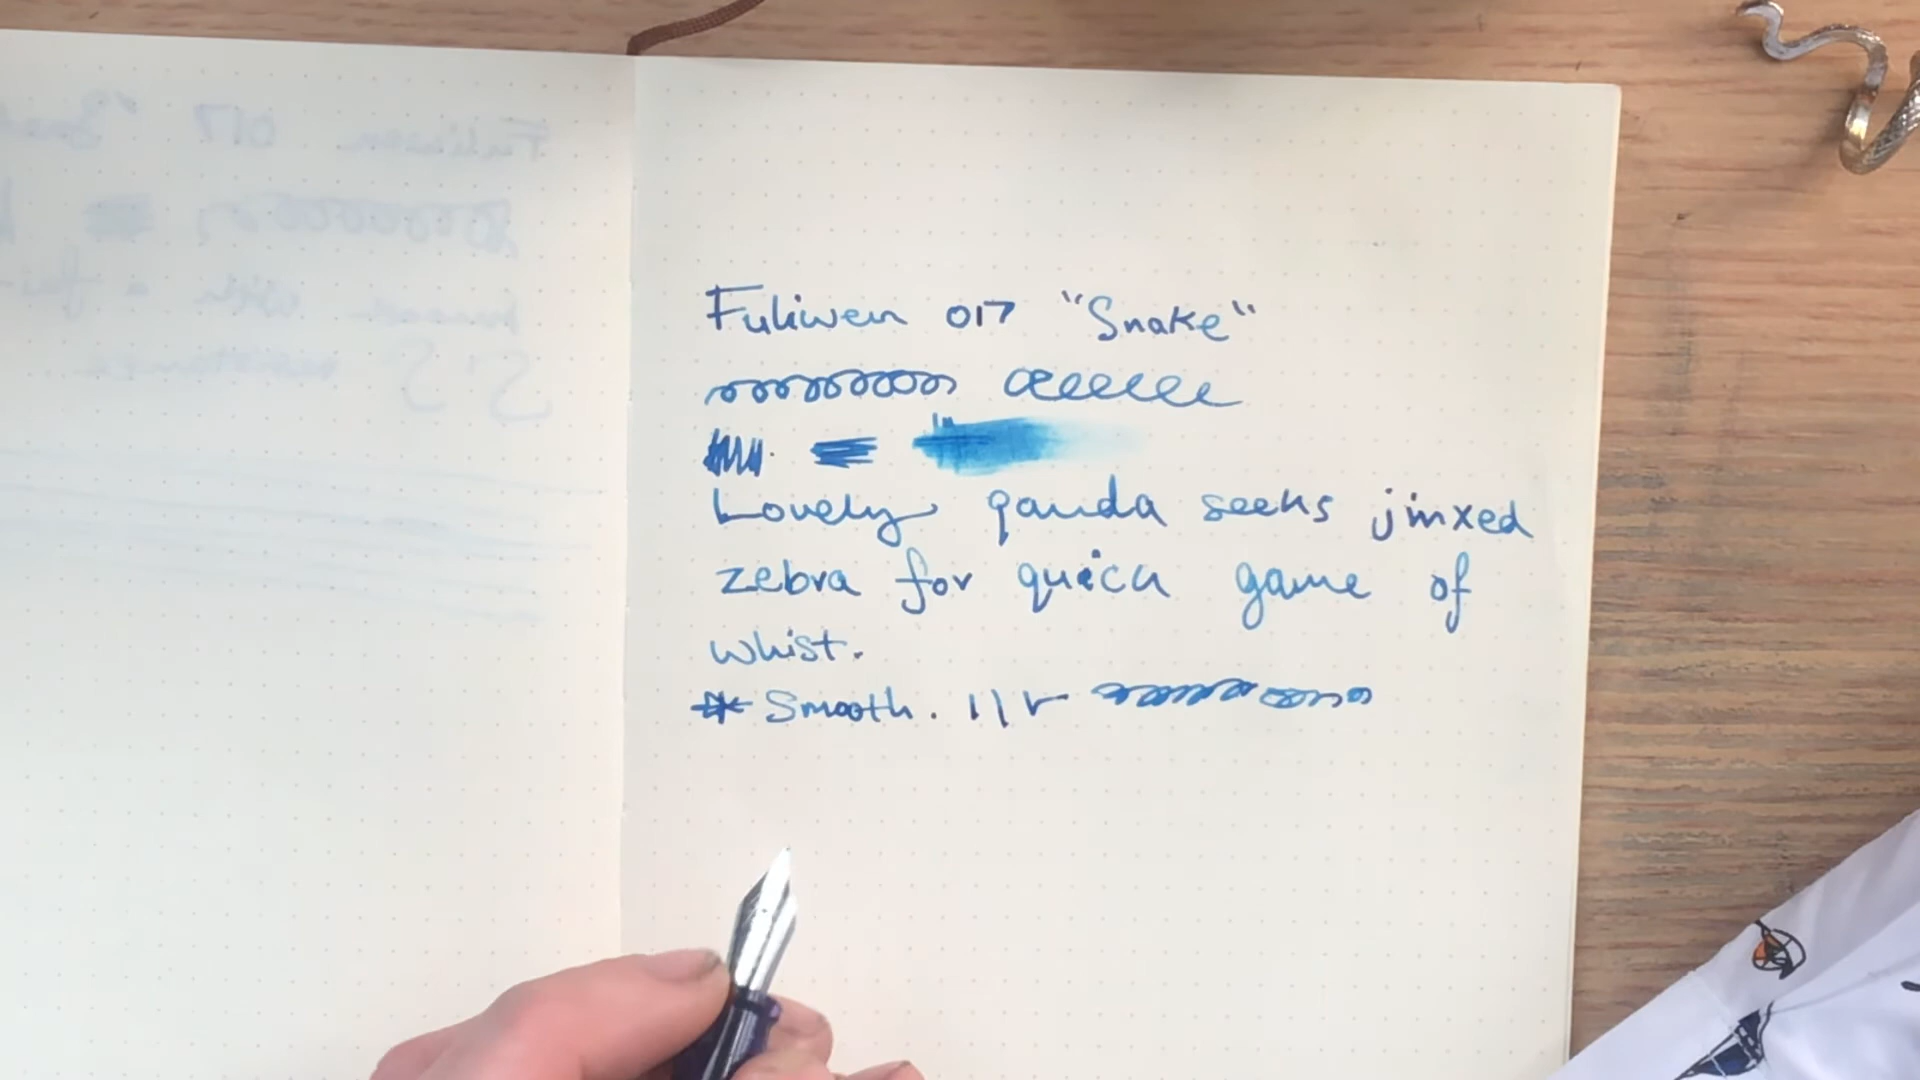 Fuliwen 017 "Snake"
Lovely panda seeks jinxed
zebra for quick game of
whist.
Smooth.